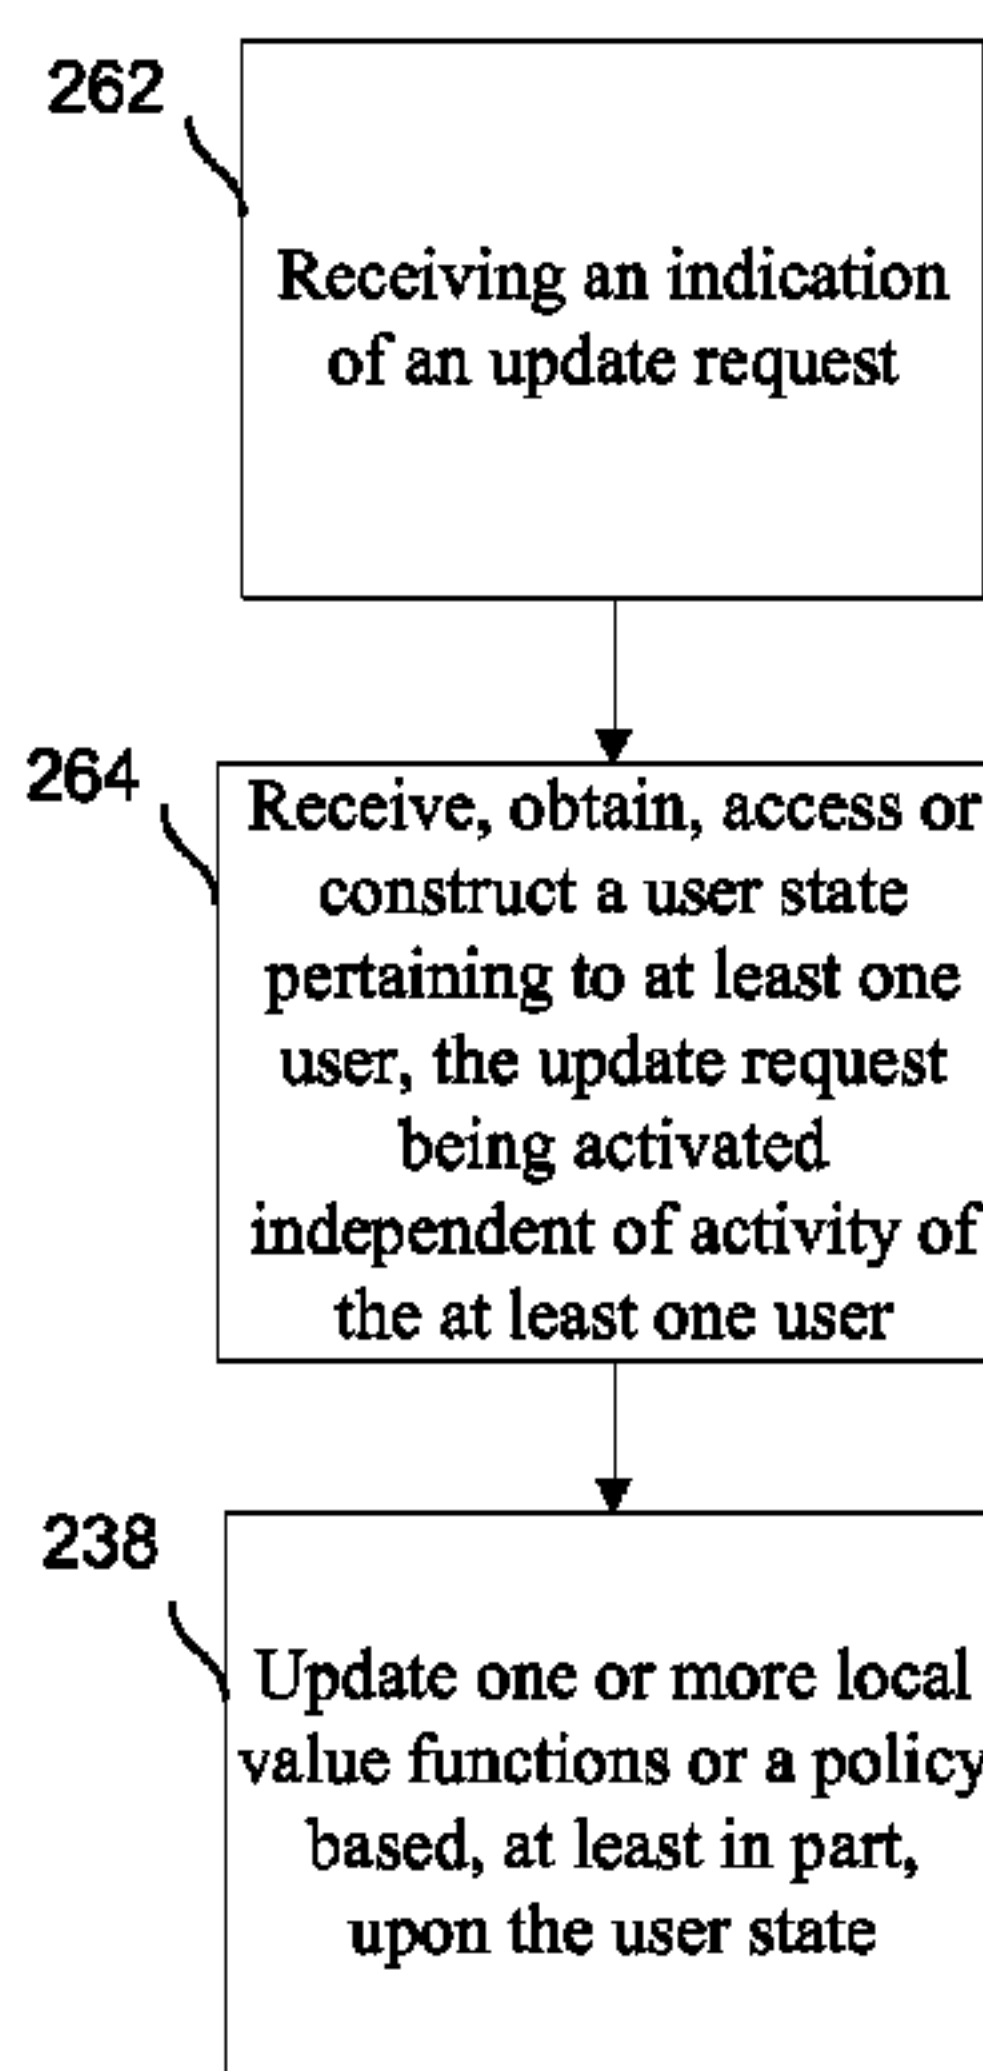 262
Receiving an indication
of an update request
264
Receive, obtain, access or
construct a user state
pertaining to at least one
user, the update request
being activated
independent of activity of
the at least one user
238
Update one or more local
value functions or a policy
based, at least in part,
upon the user state